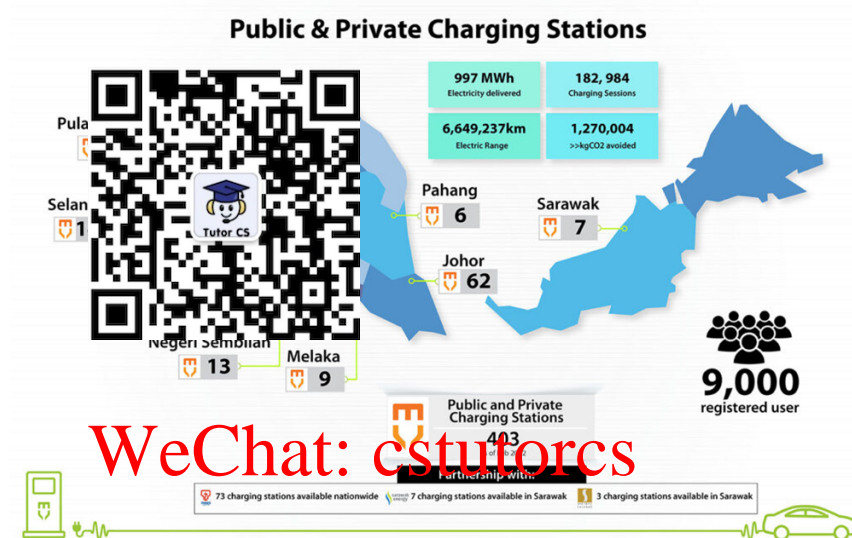 Public & Private Charging Stations
997 MWh
Electricity delivered
182, 984
Charging Sessions
6,649,237km
Electric Range
1,270,004
>>kgCO2 avoided
Tutor CS
Pahang
6
Sarawak
7
Johor
62
Negeri Sembilan
13
Melaka
9
9,000
registered user
Public and Private
Charging Stations
403
WeChat: cstutorcs
Partnership with:
73 charging stations available nationwide
7 charging stations available in Sarawak
3 charging stations available in Sarawak